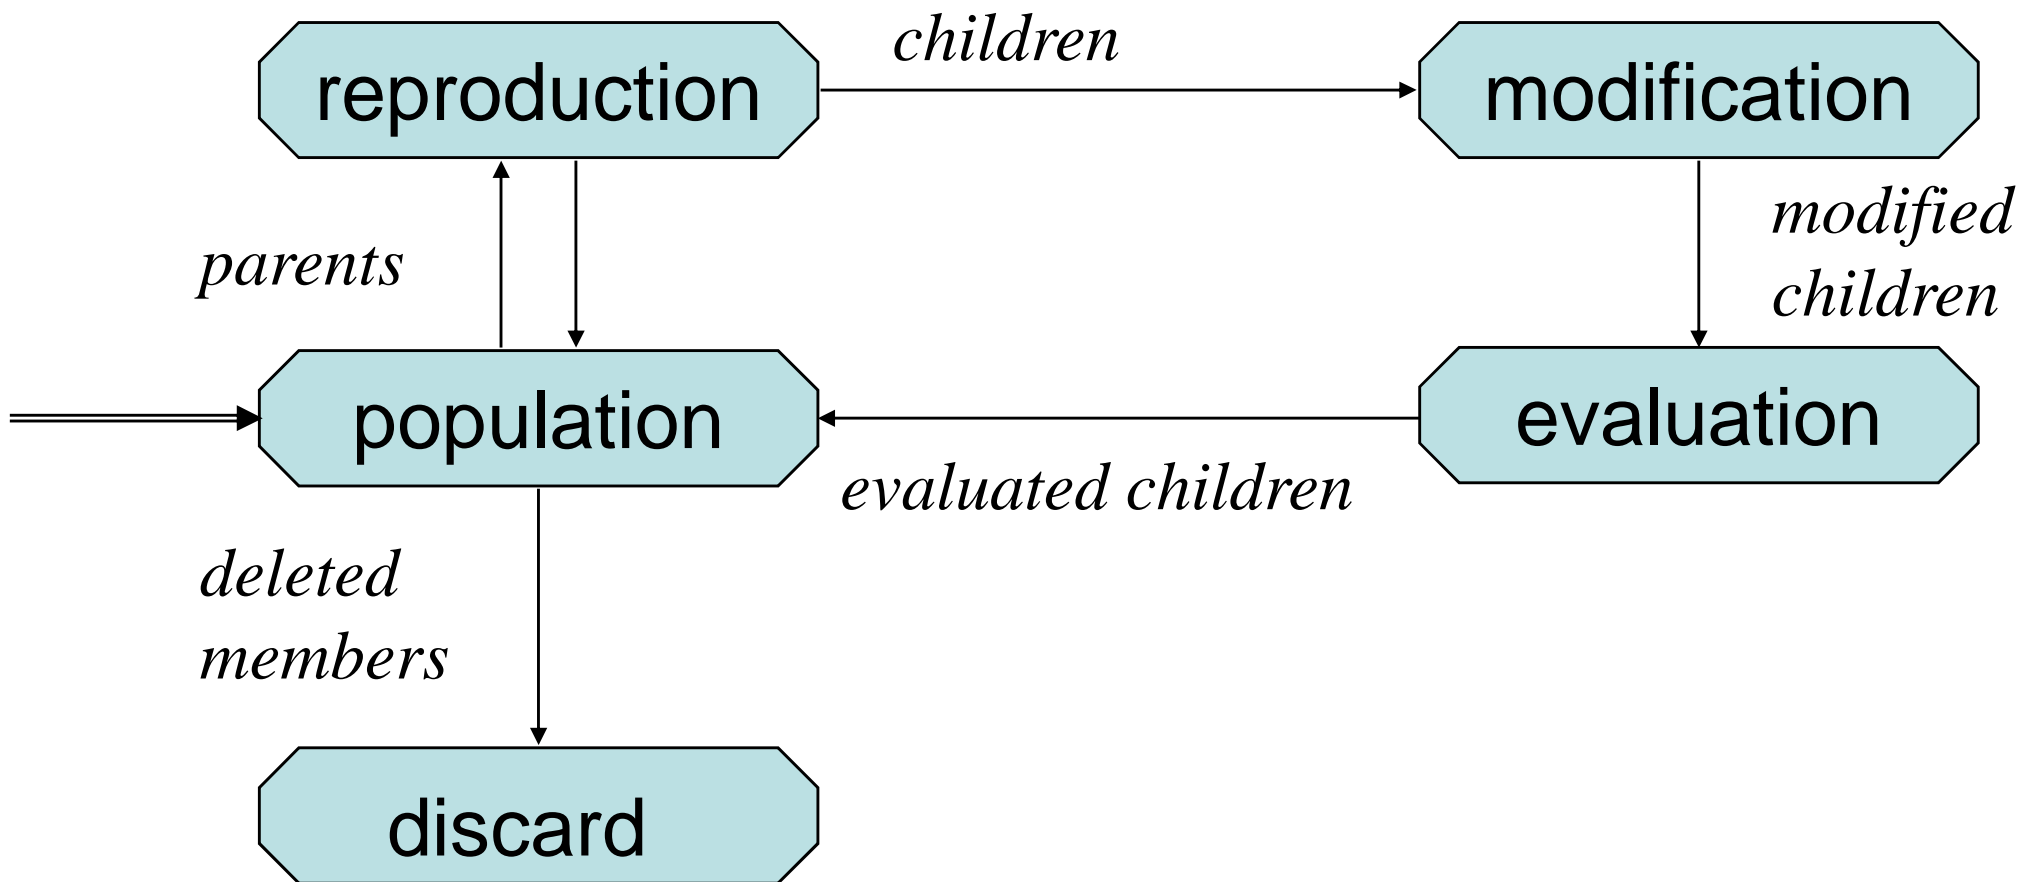 children
reproduction
modification
modified
children
parents
population
evaluation
evaluated children
deleted
members
discard